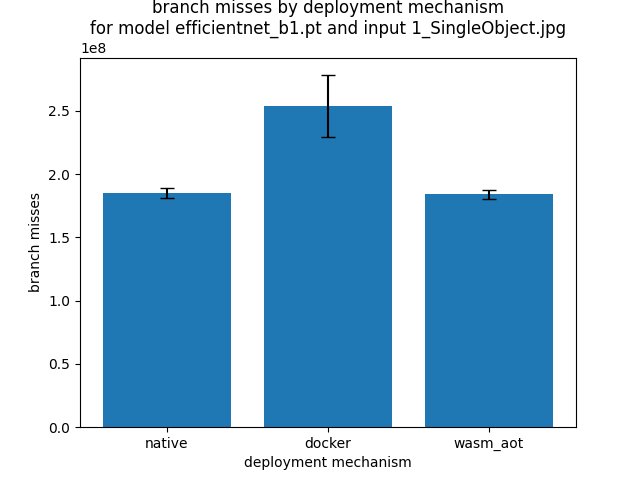 branch misses by deployment mechanism
for model efficientnet_b1.pt and input 1_SingleObject.jpg
1e8
2.5
2.0
1.5
1.0
0.5
0.0
branch misses
native
docker
wasm_aot
deployment mechanism